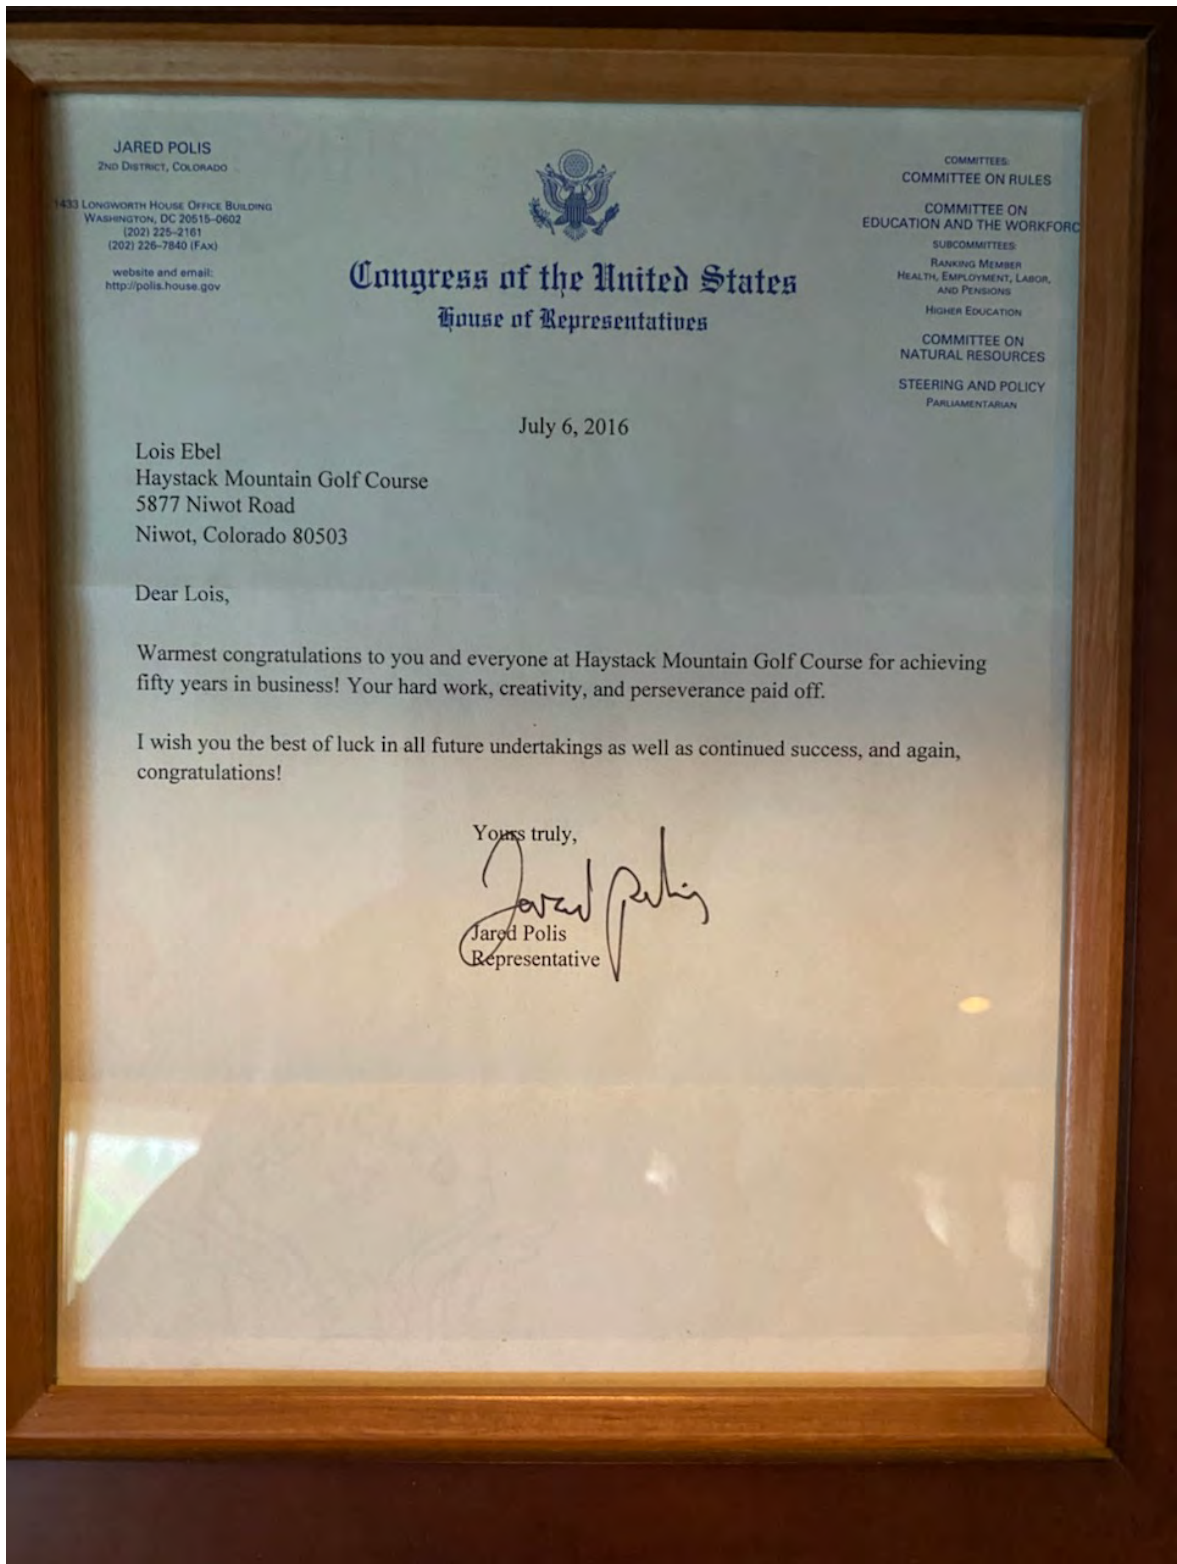 JARED POLIS
2ND DISTRICT, COLORADO
1433 LONGWORTH HOUSE OFFICE BUILDING
WASHINGTON, DC 20515–0602
(202) 225–2161
(202) 226–7840 (FAX)
website and email:
http://polis.house.gov
Congress of the United States
House of Representatives
COMMITTEES:
COMMITTEE ON RULES
COMMITTEE ON
EDUCATION AND THE WORKFORC
SUBCOMMITTEES:
RANKING MEMBER
HEALTH, EMPLOYMENT, LABOR,
AND PENSIONS
HIGHER EDUCATION
COMMITTEE ON
NATURAL RESOURCES
STEERING AND POLICY
PARLIAMENTARIAN
July 6, 2016
Lois Ebel
Haystack Mountain Golf Course
5877 Niwot Road
Niwot, Colorado 80503
Dear Lois,
Warmest congratulations to you and everyone at Haystack Mountain Golf Course for achieving
fifty years in business! Your hard work, creativity, and perseverance paid off.
I wish you the best of luck in all future undertakings as well as continued success, and again,
congratulations!
Yours truly,
Jared Polis
Jared Polis
Representative